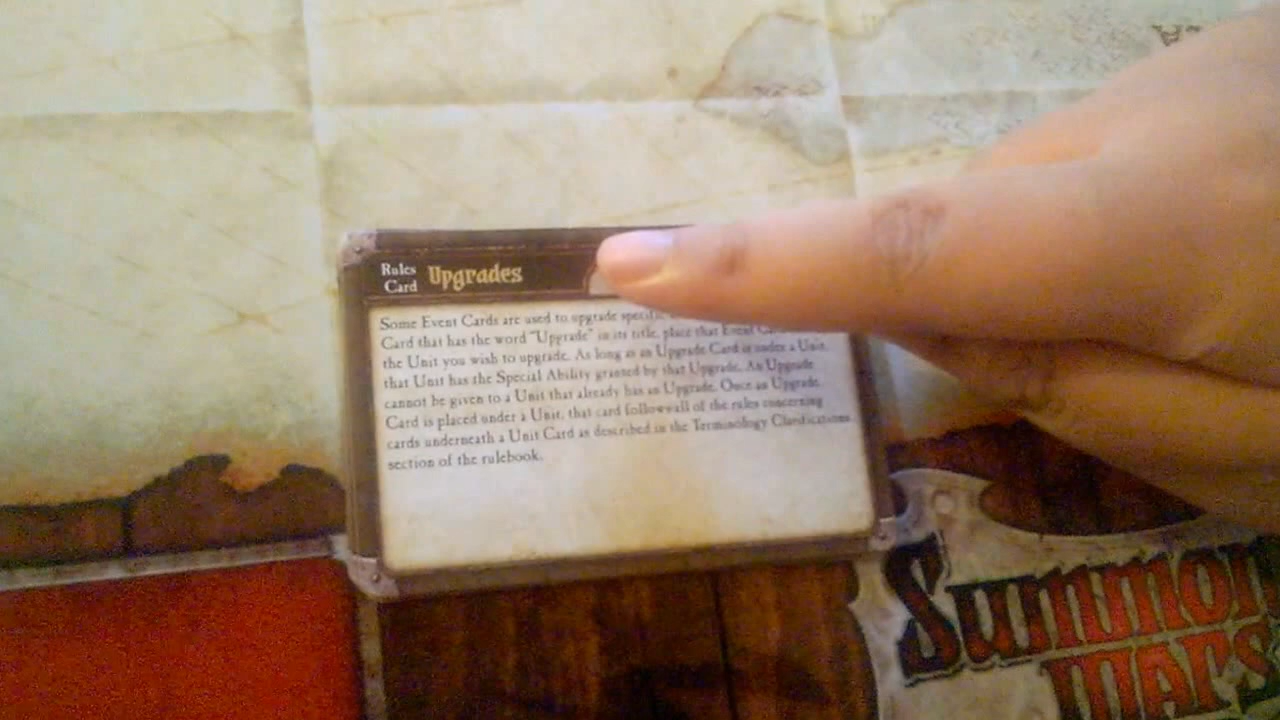 Rules
Card Upgrades
Some Event Cards are used to upgrade specific
Card that has the word "Upgrade" in its title, place that Event
the Unit you wish to upgrade. As long as an Upgrade Card is under a Unit,
that Unit has the Special Ability granted by that Upgrade. An Upgrade
cannot be given to a Unit that already has an Upgrade. Once an Upgrade
Card is placed under a Unit, that card follows all of the rules concerning
cards underneath a Unit Card as described in the Terminology Clarifications
section of the rulebook.
Summon
Wars